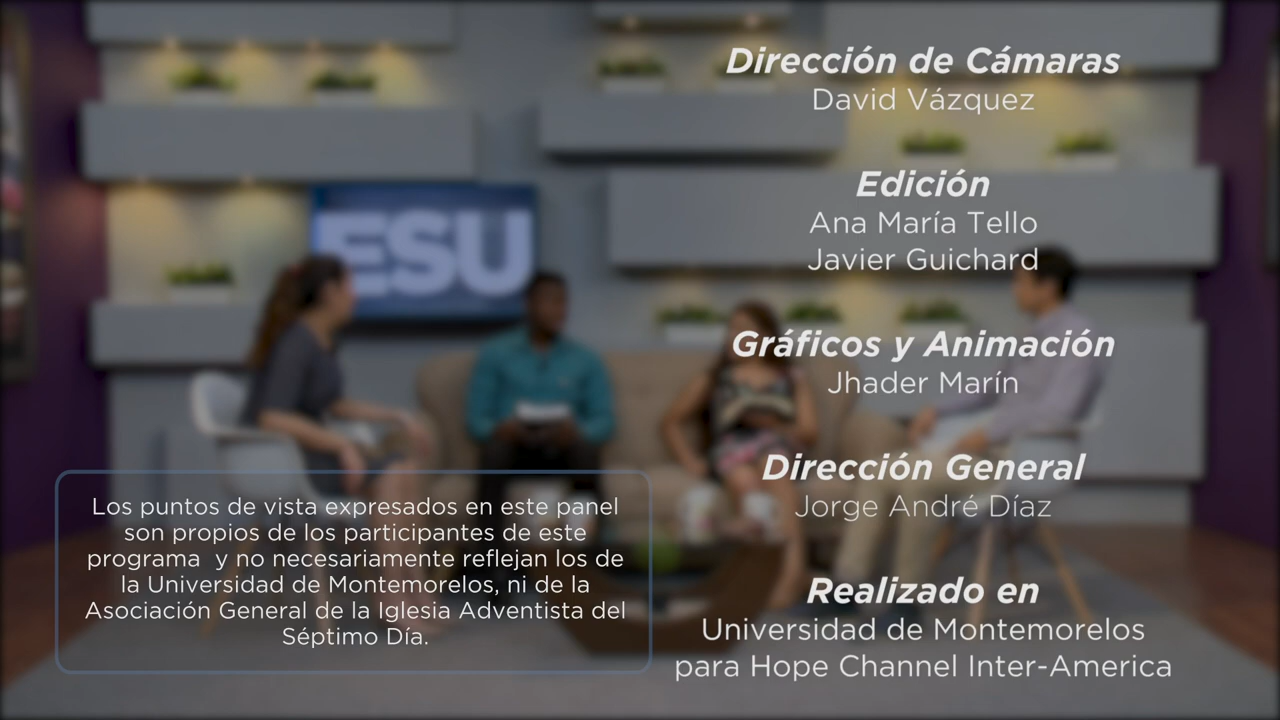 ESU
Dirección de Cámaras
David Vázquez
Edición
Ana María Tello
Javier Guichard
Gráficos y Animación
Jhader Marín
Dirección General
Jorge André Díaz
Realizado en
Universidad de Montemorelos
para Hope Channel Inter-America
Los puntos de vista expresados en este panel
son propios de los participantes de este
programa  y no necesariamente reflejan los de
la Universidad de Montemorelos, ni de la
Asociación General de la Iglesia Adventista del
Séptimo Día.